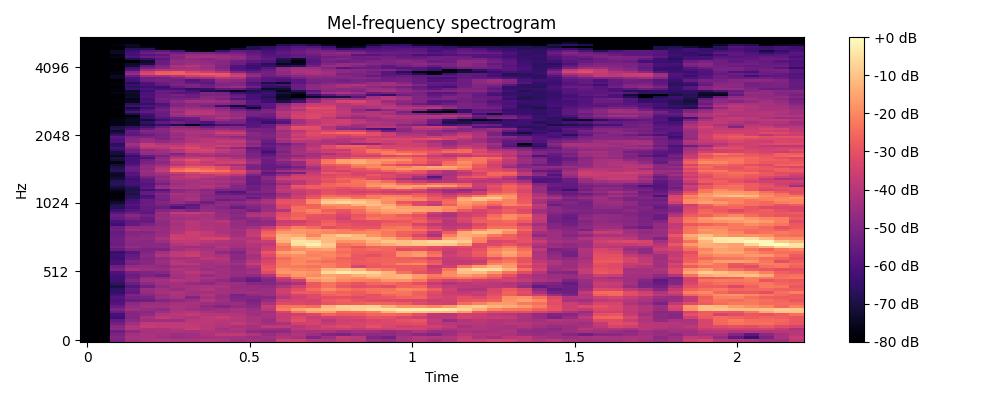 Mel-frequency spectrogram
Hz
4096
2048
1024
512
0
0
0.5
1
1.5
2
Time
+0 dB
-10 dB
-20 dB
-30 dB
-40 dB
-50 dB
-60 dB
-70 dB
-80 dB